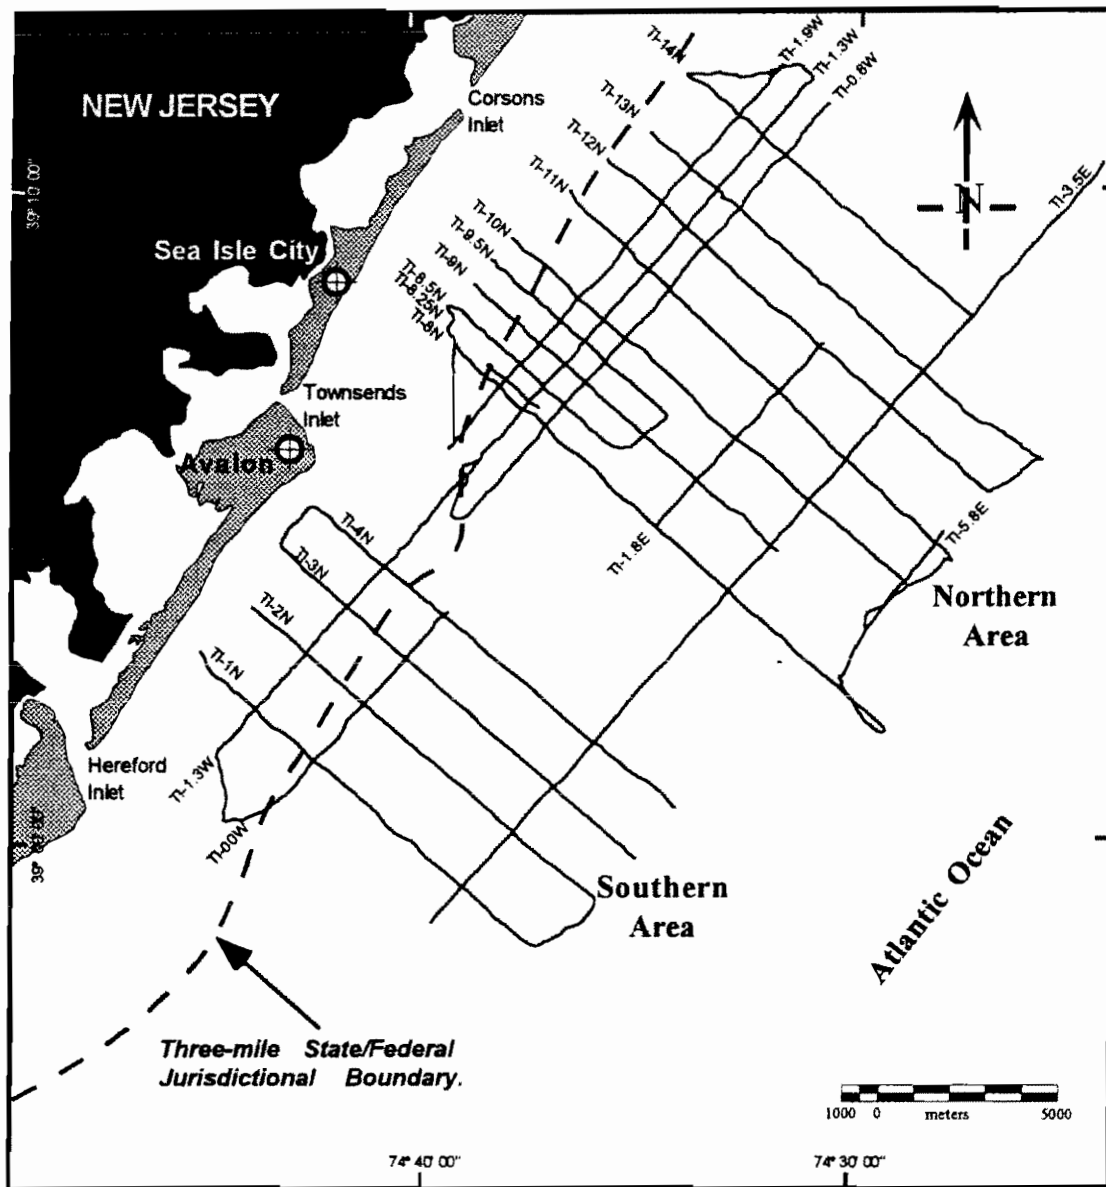 TI-14N
TI-1.9W
TI-1.3W
TI-0.8W
NEW JERSEY
Corsons
Inlet
TI-13N
TI-12N
TI-11N
TI-3.5E
N
39° 10' 00"
TI-10N
TI-9.5N
TI-9N
TI-8.5N
TI-8.25N
TI-8N
Sea Isle City
Townsends
Inlet
Avalon
TI-4N
TI-3N
TI-2N
TI-1N
TI-1.8E
TI-5.8E
Northern
Area
Hereford
Inlet
TI-1.3W
TI-00W
Southern
Area
Atlantic Ocean
Three-mile State/Federal
Jurisdictional Boundary.
1000 0 meters 5000
74° 40' 00"
74° 30' 00"